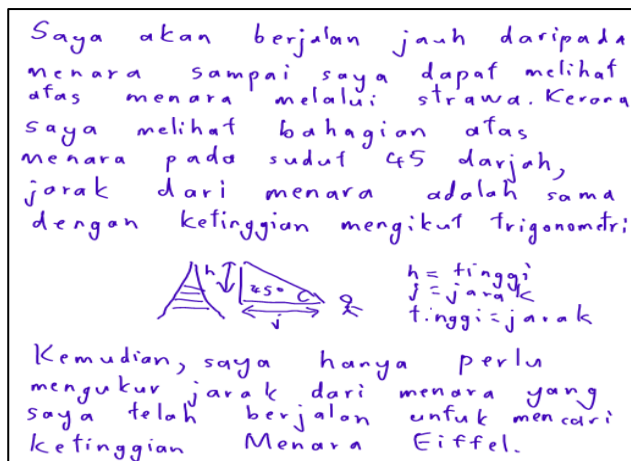 Saya akan berjalan jauh daripada
menara sampai saya dapat melihat
atas menara melalui strawa. Kerana
saya melihat bahagian atas
menara pada sudut 45 darjah,
jarak dari menara adalah sama
dengan ketinggian mengikut trigonometri
h
45°
j
h = tinggi
j = jarak
tinggi = jarak
Kemudian, saya hanya perlu
mengukur jarak dari menara yang
saya telah berjalan untuk mencari
ketinggian Menara Eiffel.